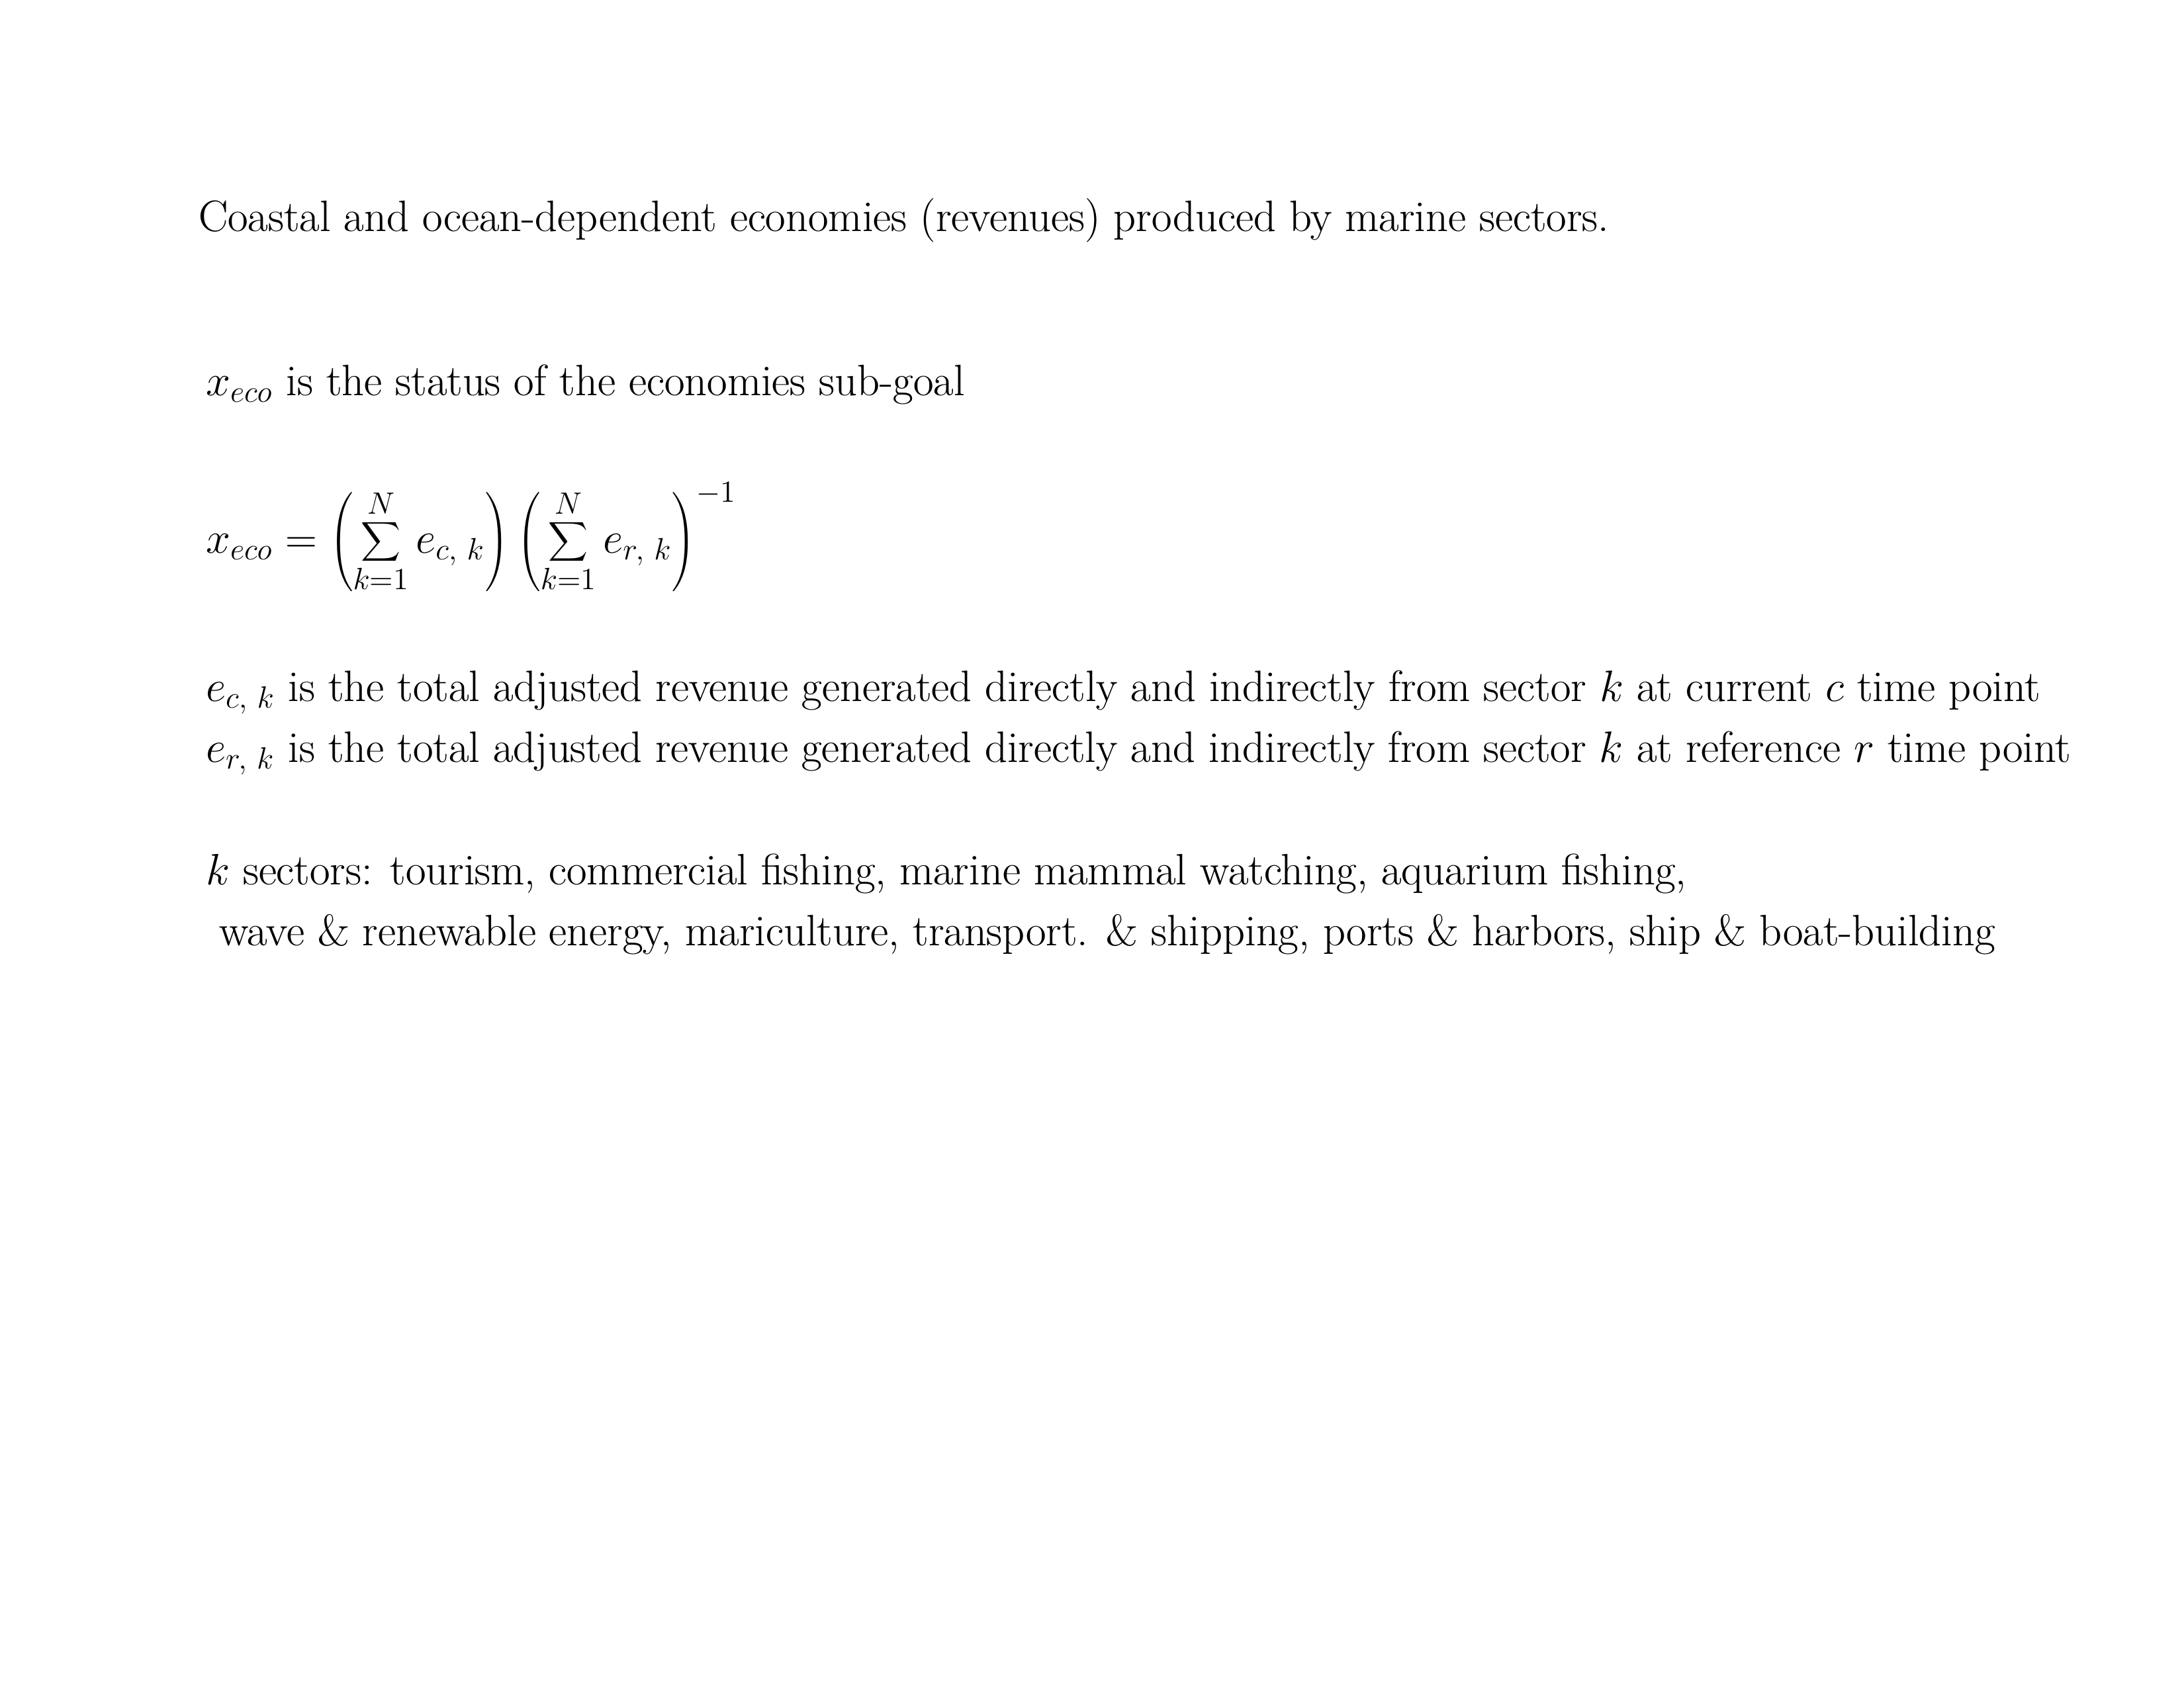 Coastal and ocean-dependent economies (revenues) produced by marine sectors.
$x_{eco}$ is the status of the economies sub-goal
$x_{eco} = \left(\sum_{k=1}^{N} e_{c,\ k}\right) \left(\sum_{k=1}^{N} e_{r,\ k}\right)^{-1}$
$e_{c,\ k}$ is the total adjusted revenue generated directly and indirectly from sector $k$ at current $c$ time point
$e_{r,\ k}$ is the total adjusted revenue generated directly and indirectly from sector $k$ at reference $r$ time point
$k$ sectors: tourism, commercial fishing, marine mammal watching, aquarium fishing,
wave & renewable energy, mariculture, transport. & shipping, ports & harbors, ship & boat-building